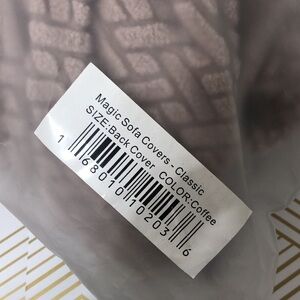 Magic Sofa Covers - Classic
SIZE:Back Cover COLOR:Coffee
1 68010 10203 6